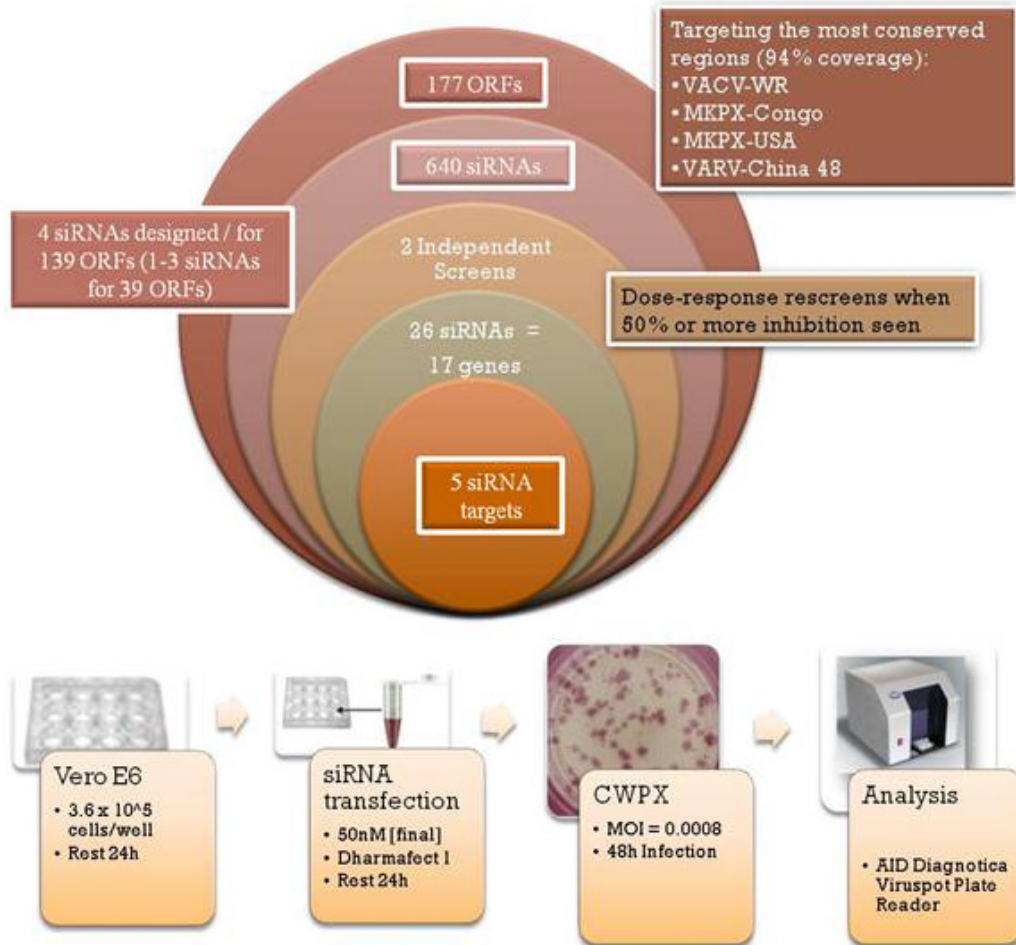 Targeting the most conserved
regions (94% coverage):
• VACV-WR
• MKPX-Congo
• MKPX-USA
• VARV-China 48
177 ORFs
640 siRNAs
4 siRNAs designed / for
139 ORFs (1-3 siRNAs
for 39 ORFs)
2 Independent
Screens
Dose-response rescreens when
50% or more inhibition seen
26 siRNAs =
17 genes
5 siRNA
targets
Vero E6
• 3.6 x 10^5
cells/well
• Rest 24h
siRNA
transfection
• 50nM [final]
• Dharmafect 1
• Rest 24h
CWPX
• MOI = 0.0008
• 48h Infection
Analysis
• AID Diagnotica
Viruspot Plate
Reader